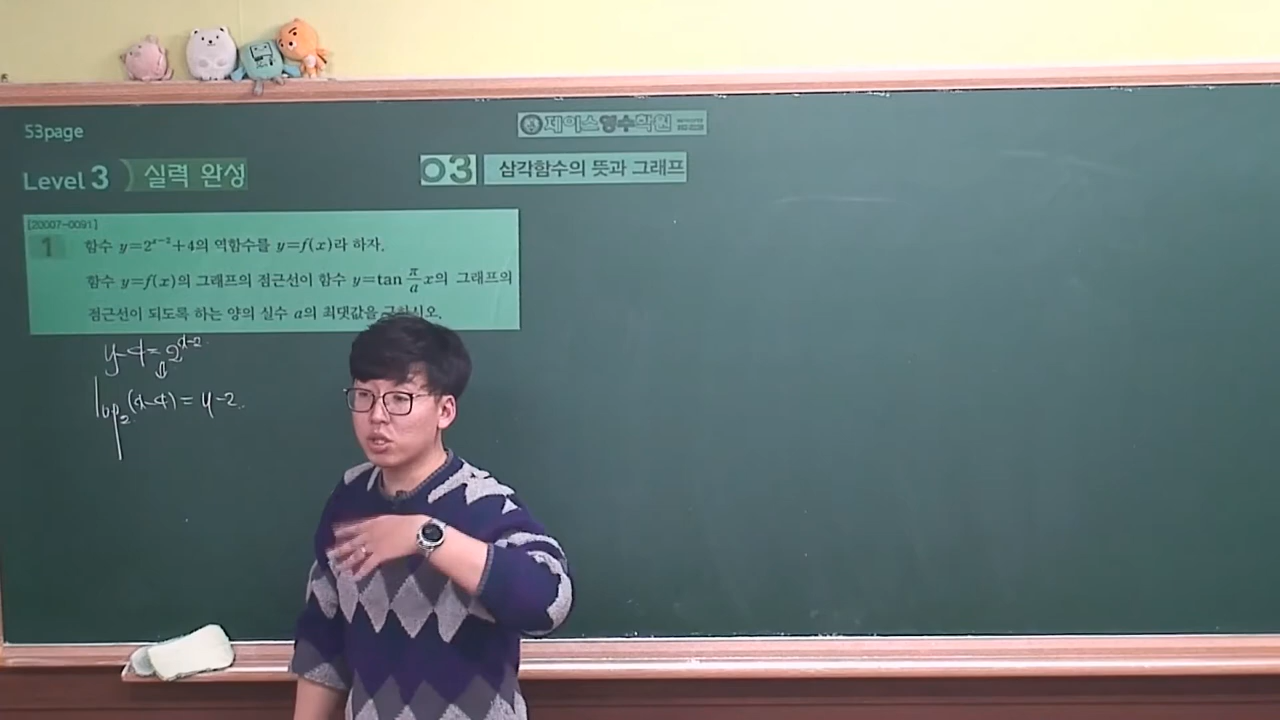 53page
제이스영수학원
Level 3 실력 완성
03 삼각함수의 뜻과 그래프
[20007-0091]
1 함수 y=2^{x-2}+4의 역함수를 y=f(x)라 하자.
함수 y=f(x)의 그래프의 점근선이 함수 y=tan π/a x의 그래프의
점근선이 되도록 하는 양의 실수 a의 최댓값을 구하시오.
y-4=2^{x-2}
⇕
log₂(x-4)=y-2